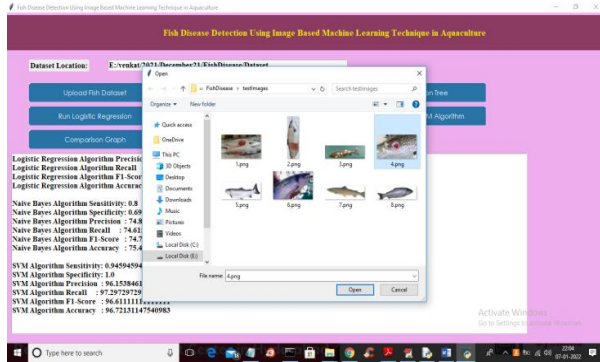 Fish Disease Detection Using Image Based Machine Learning Technique in Aquaculture
Fish Disease Detection Using Image Based Machine Learning Technique in Aquaculture
Dataset Location:
E:/venkat/2021/December21/FishDisease/Dataset
Upload Fish Dataset
Run Logistic Regression
Comparison Graph
on Tree
M Algorithm
Open
« FishDisease › testImages
Search testImages
Organize
New folder
Quick access
OneDrive
This PC
3D Objects
Desktop
Documents
Downloads
Music
Pictures
Videos
Local Disk (C:)
Local Disk (E:)
1.png
2.png
3.png
4.png
5.png
6.png
7.png
8.png
File name:
4.png
Open
Cancel
Logistic Regression Algorithm Precisio
Logistic Regression Algorithm Recall
Logistic Regression Algorithm F1-Scor
Logistic Regression Algorithm Accurac
Naive Bayes Algorithm Sensitivity: 0.8
Naive Bayes Algorithm Specificity: 0.69
Naive Bayes Algorithm Precision : 74.8
Naive Bayes Algorithm Recall : 74.61
Naive Bayes Algorithm F1-Score : 74.7
Naive Bayes Algorithm Accuracy : 75.4
SVM Algorithm Sensitivity: 0.94594594
SVM Algorithm Specificity: 1.0
SVM Algorithm Precision : 96.1538461
SVM Algorithm Recall : 97.29729729
SVM Algorithm F1-Score :
SVM Algorithm Accuracy : 96.72131147540983
Activate Windows
Go to Settings to activate Windows.
Type here to search
22:04
07-01-2022